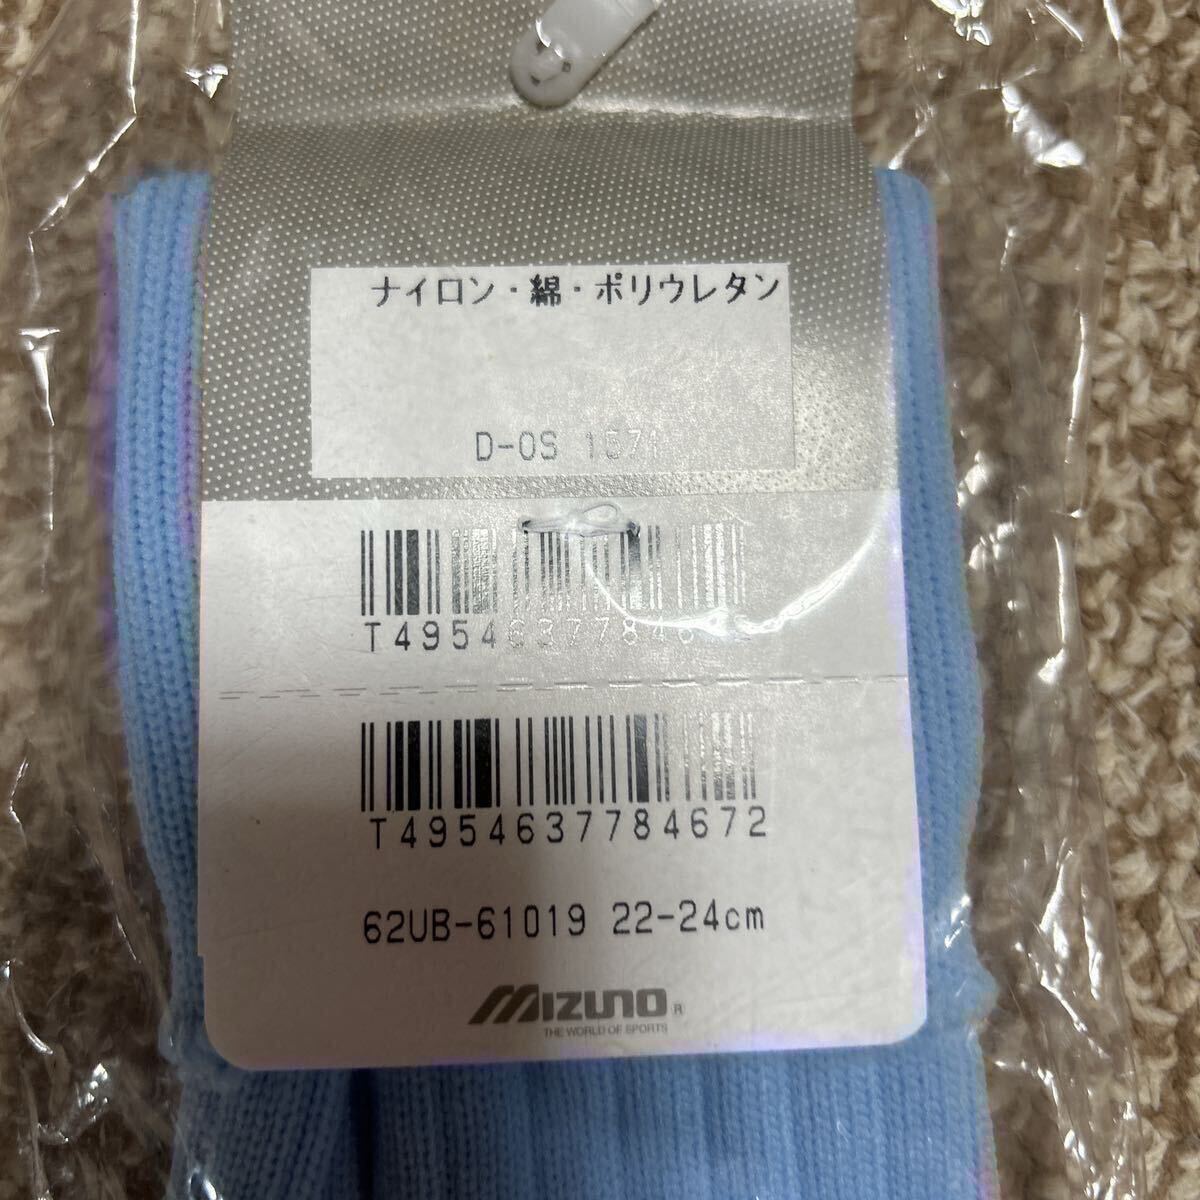 ナイロン・綿・ポリウレタン
D-OS 1571
T4954637784672
T4954637784672
62UB-61019 22-24cm
MIZUNO R
THE WORLD OF SPORTS